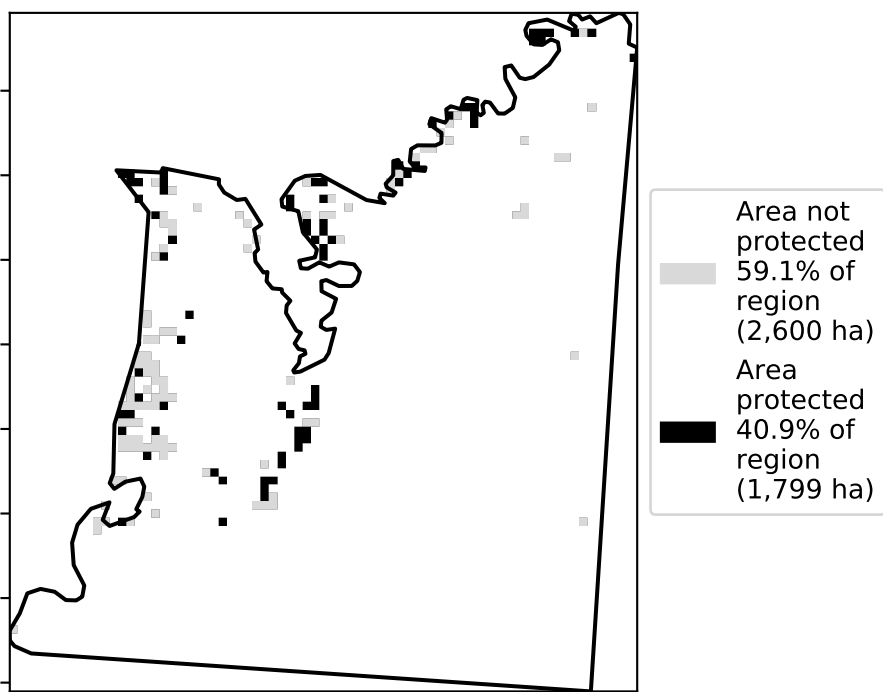 Area not
protected
59.1% of
region
(2,600 ha)
Area
protected
40.9% of
region
(1,799 ha)